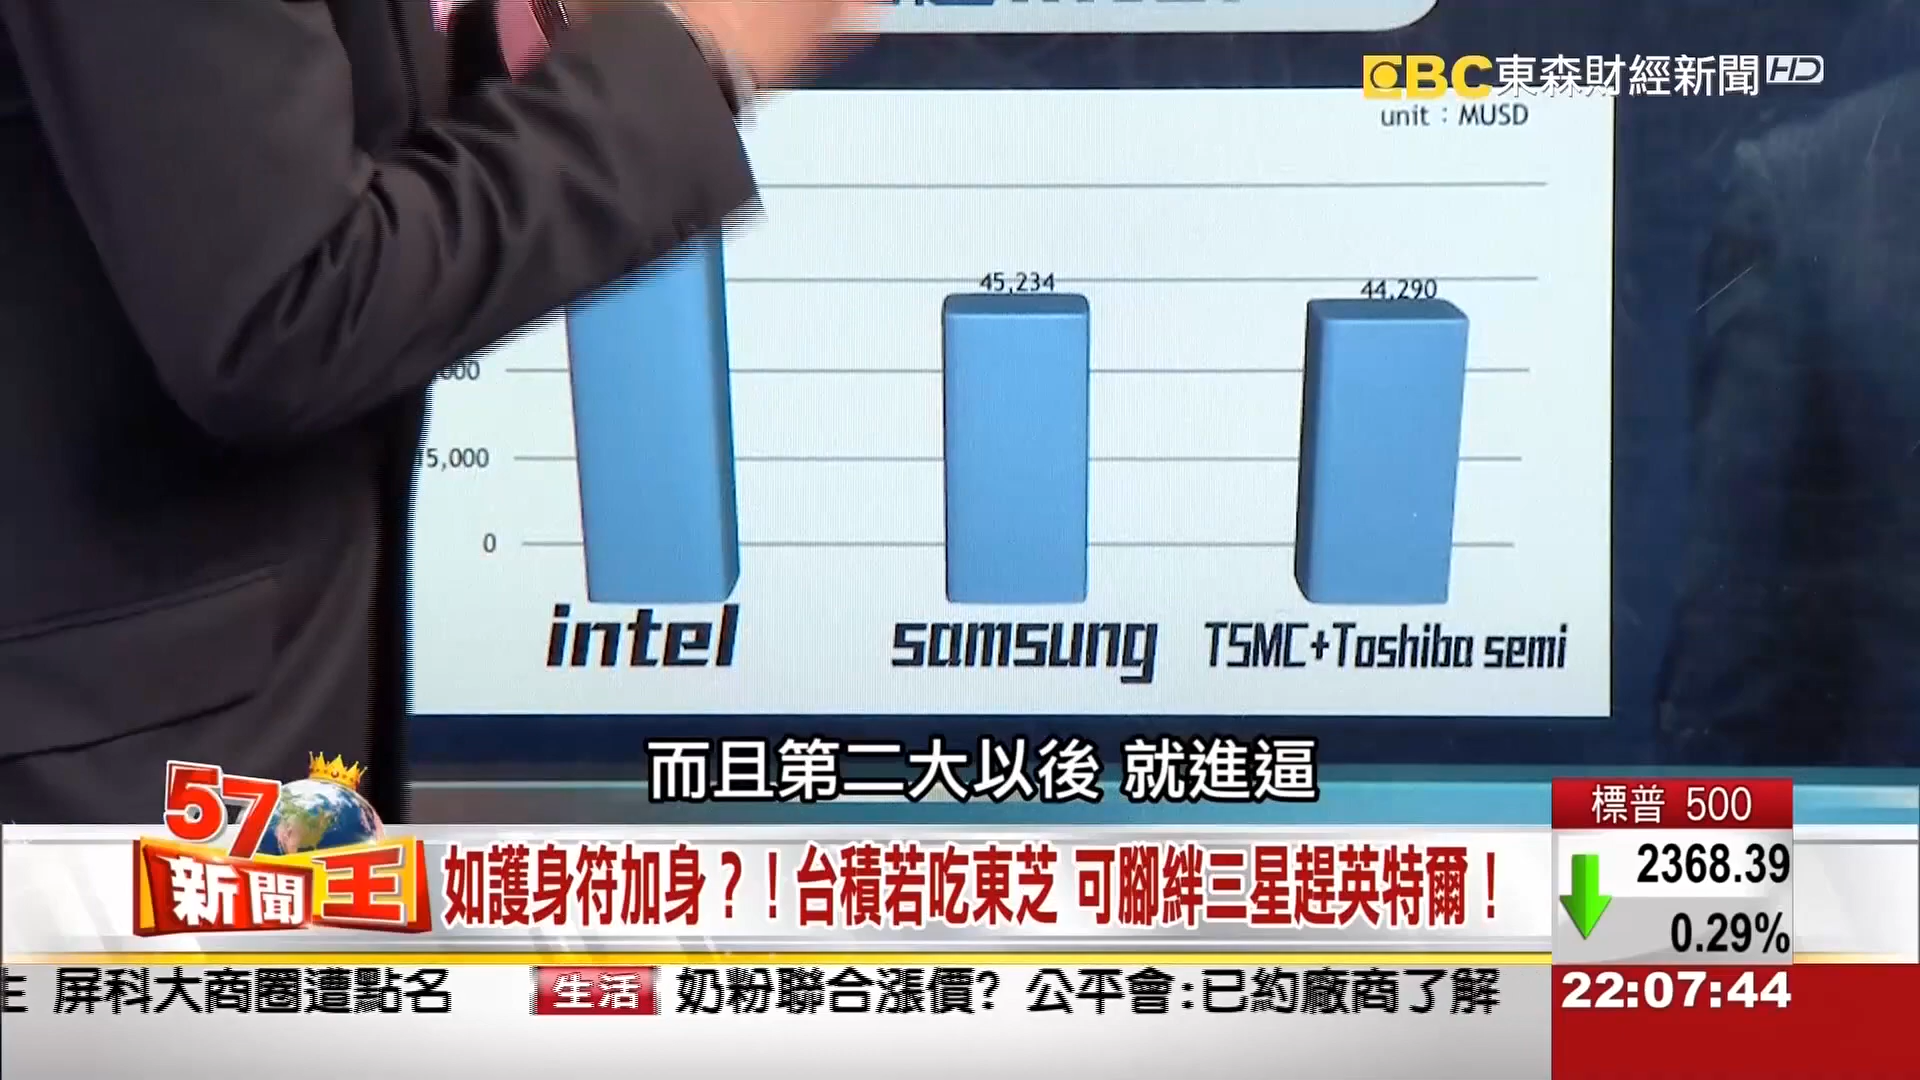 EBC東森財經新聞HD
unit：MUSD
45,234
44,290
5,000
0
intel
samsung
TSMC+Toshiba semi
而且第二大以後 就進逼
57新聞王
如護身符加身？！台積若吃東芝 可腳絆三星趕英特爾！
標普 500
2368.39
0.29%
屏科大商圈遭點名 生活 奶粉聯合漲價? 公平會:已約廠商了解
22:07:44